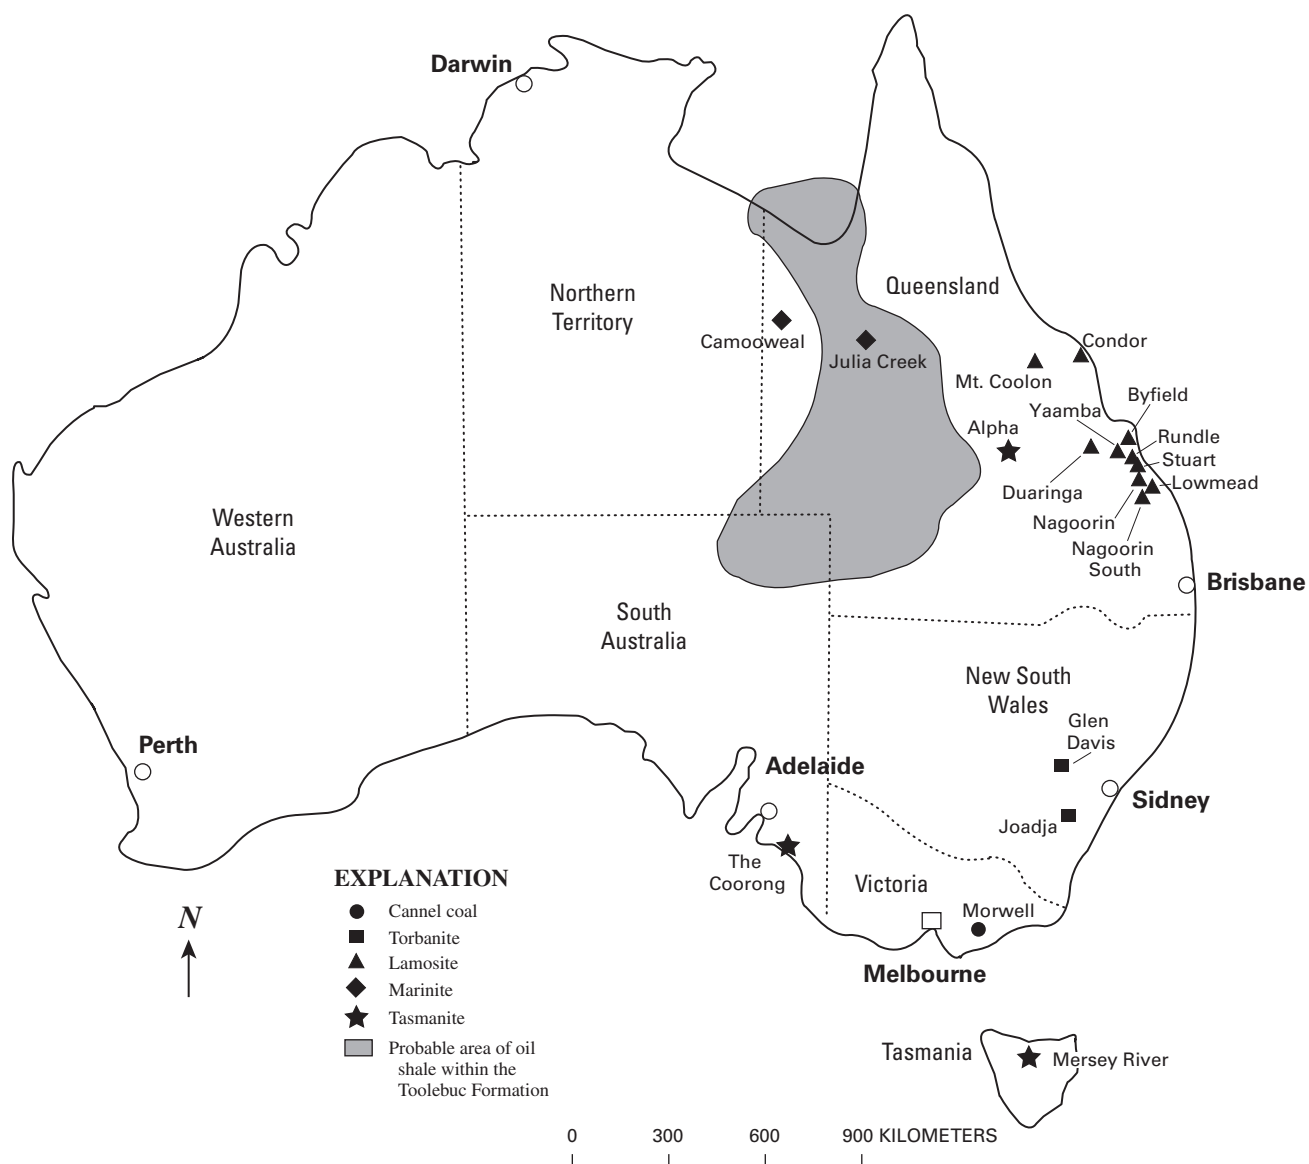 Darwin
Northern
Territory
Queensland
Camooweal
Julia Creek
Condor
Mt. Coolon
Byfield
Yaamba
Alpha
Rundle
Stuart
Lowmead
Duaringa
Nagoorin
Nagoorin
South
Western
Australia
Brisbane
South
Australia
New South
Wales
Glen
Davis
Perth
Adelaide
Sidney
Joadja
The
Coorong
Victoria
Morwell
Melbourne
N
EXPLANATION
Cannel coal
Torbanite
Lamosite
Marinite
Tasmanite
Probable area of oil
shale within the
Toolebuc Formation
Tasmania
Mersey River
0 300 600 900 KILOMETERS